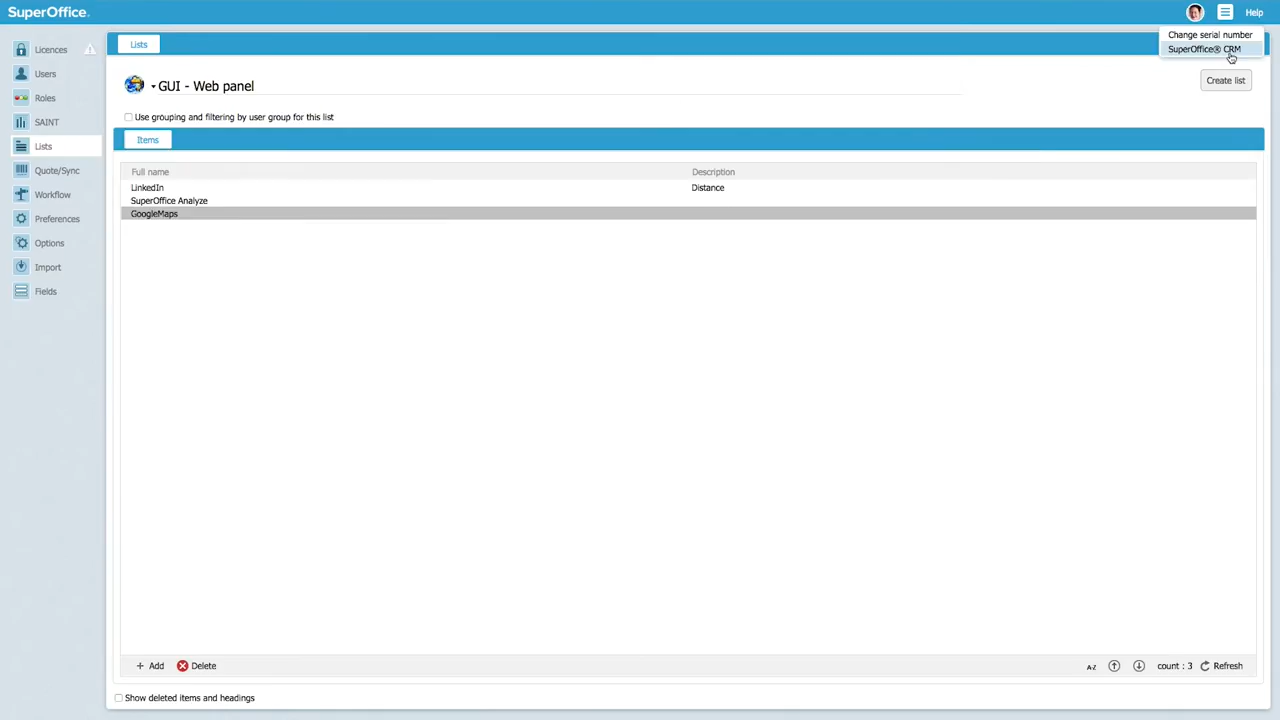 SuperOffice.
Help
Change serial number
SuperOffice® CRM
Licences
Users
Roles
SAINT
Lists
Quote/Sync
Workflow
Preferences
Options
Import
Fields
Lists
GUI - Web panel
Create list
Use grouping and filtering by user group for this list
Items
Full name Description
LinkedIn Distance
SuperOffice Analyze
GoogleMaps
+ Add Delete A-Z count : 3 Refresh
Show deleted items and headings